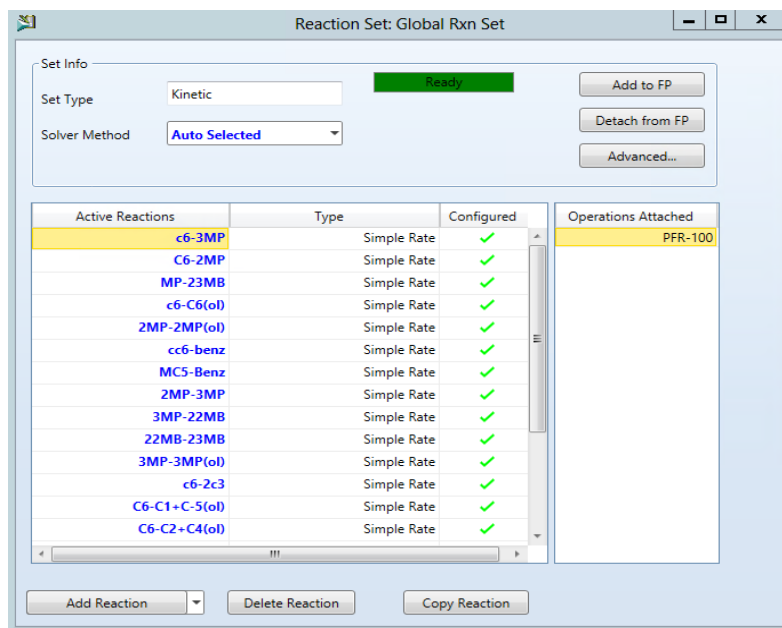 Reaction Set: Global Rxn Set
Set Info
Set Type Kinetic
Ready
Add to FP
Solver Method Auto Selected
Detach from FP
Advanced...
Active Reactions Type Configured Operations Attached
c6-3MP Simple Rate PFR-100
C6-2MP Simple Rate
MP-23MB Simple Rate
c6-C6(ol) Simple Rate
2MP-2MP(ol) Simple Rate
cc6-benz Simple Rate
MC5-Benz Simple Rate
2MP-3MP Simple Rate
3MP-22MB Simple Rate
22MB-23MB Simple Rate
3MP-3MP(ol) Simple Rate
c6-2c3 Simple Rate
C6-C1+C-5(ol) Simple Rate
C6-C2+C4(ol) Simple Rate
Add Reaction Delete Reaction Copy Reaction